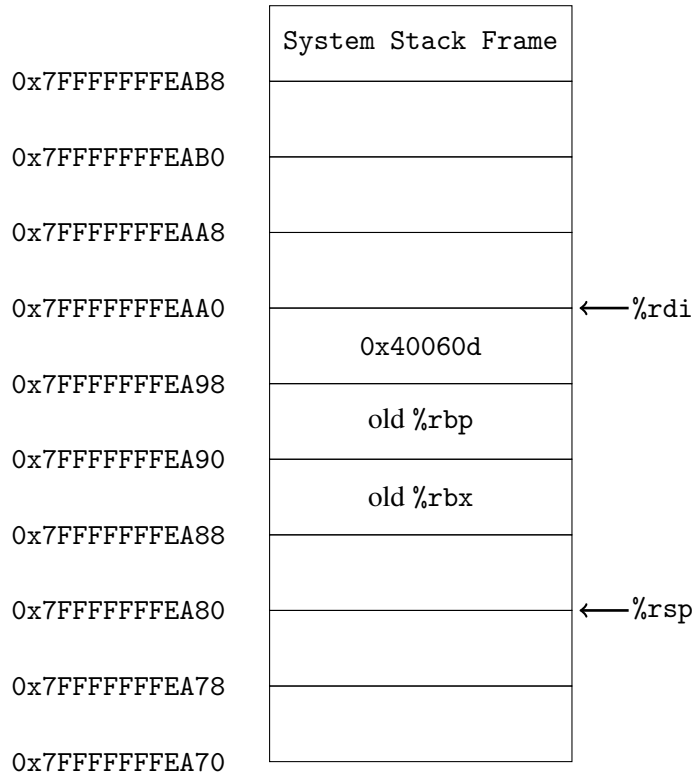 System Stack Frame
0x7FFFFFFFEAB8
0x7FFFFFFFEAB0
0x7FFFFFFFEAA8
0x7FFFFFFFEAA0
%rdi
0x40060d
0x7FFFFFFFEA98
old %rbp
0x7FFFFFFFEA90
old %rbx
0x7FFFFFFFEA88
0x7FFFFFFFEA80
%rsp
0x7FFFFFFFEA78
0x7FFFFFFFEA70